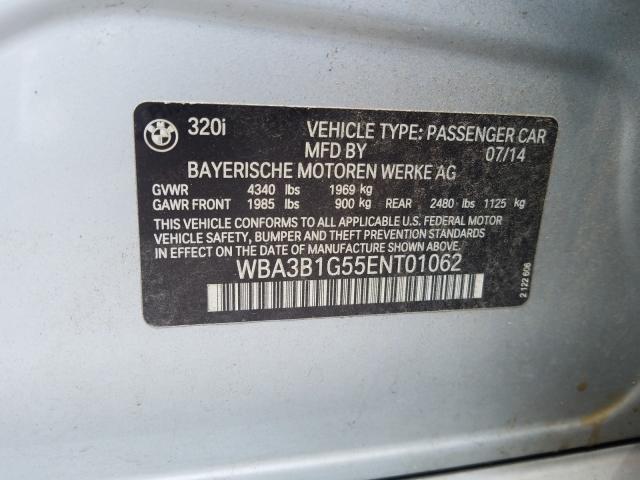 BMW
320i VEHICLE TYPE: PASSENGER CAR
MFD BY 07/14
BAYERISCHE MOTOREN WERKE AG
GVWR 4340 lbs 1969 kg
GAWR FRONT 1985 lbs 900 kg REAR 2480 lbs 1125 kg
THIS VEHICLE CONFORMS TO ALL APPLICABLE U.S. FEDERAL MOTOR
VEHICLE SAFETY, BUMPER, AND THEFT PREVENTION STANDARDS
IN EFFECT ON THE DATE OF MANUFACTURE SHOWN ABOVE.
WBA3B1G55ENT01062
2 122 606